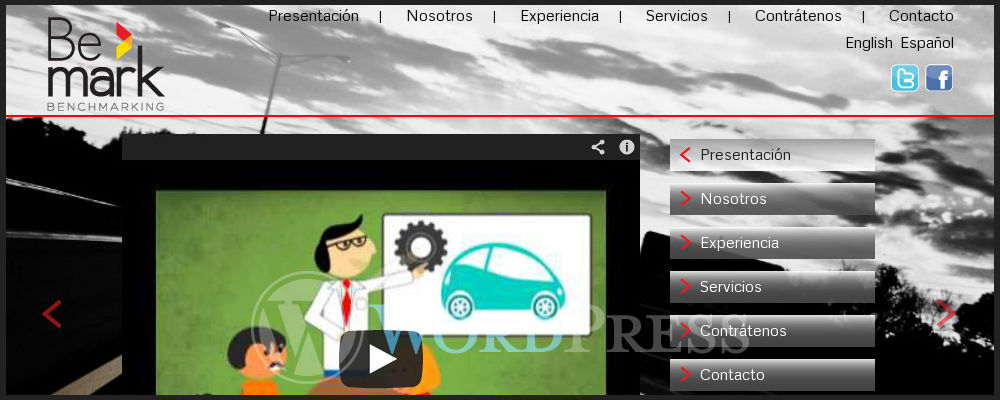 Presentación | Nosotros | Experiencia | Servicios | Contrátenos | Contacto
English Español
Be
mark
BENCHMARKING
Presentación
Nosotros
Experiencia
Servicios
Contrátenos
Contacto
WORDPRESS